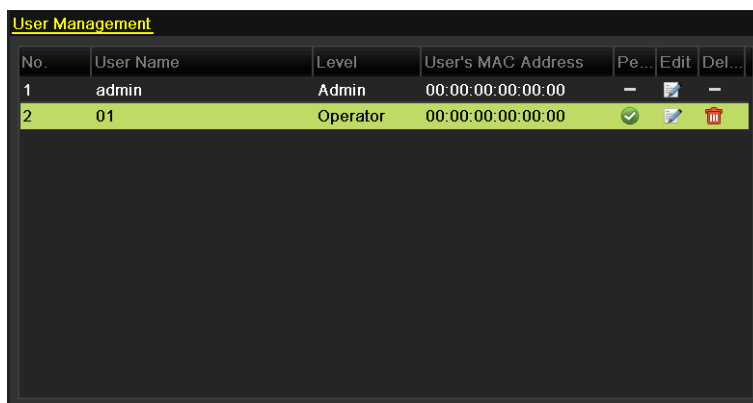 User Management
No. User Name Level User's MAC Address Pe... Edit Del...
1 admin Admin 00:00:00:00:00:00 – –
2 01 Operator 00:00:00:00:00:00